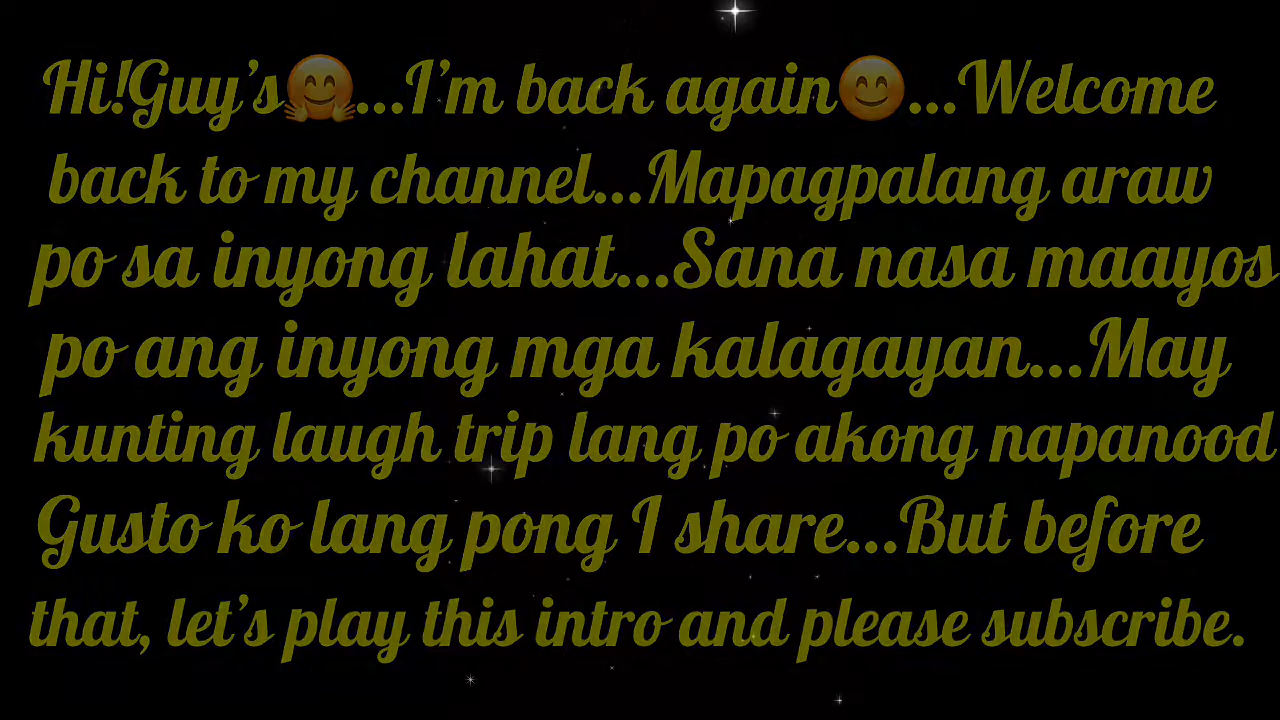 Hi!Guy's🤗...I'm back again😊...Welcome
back to my channel...Mapagpalang araw
po sa inyong lahat...Sana nasa maayos
po ang inyong mga kalagayan...May
kunting laugh trip lang po akong napanood
Gusto ko lang pong I share...But before
that, let's play this intro and please subscribe.